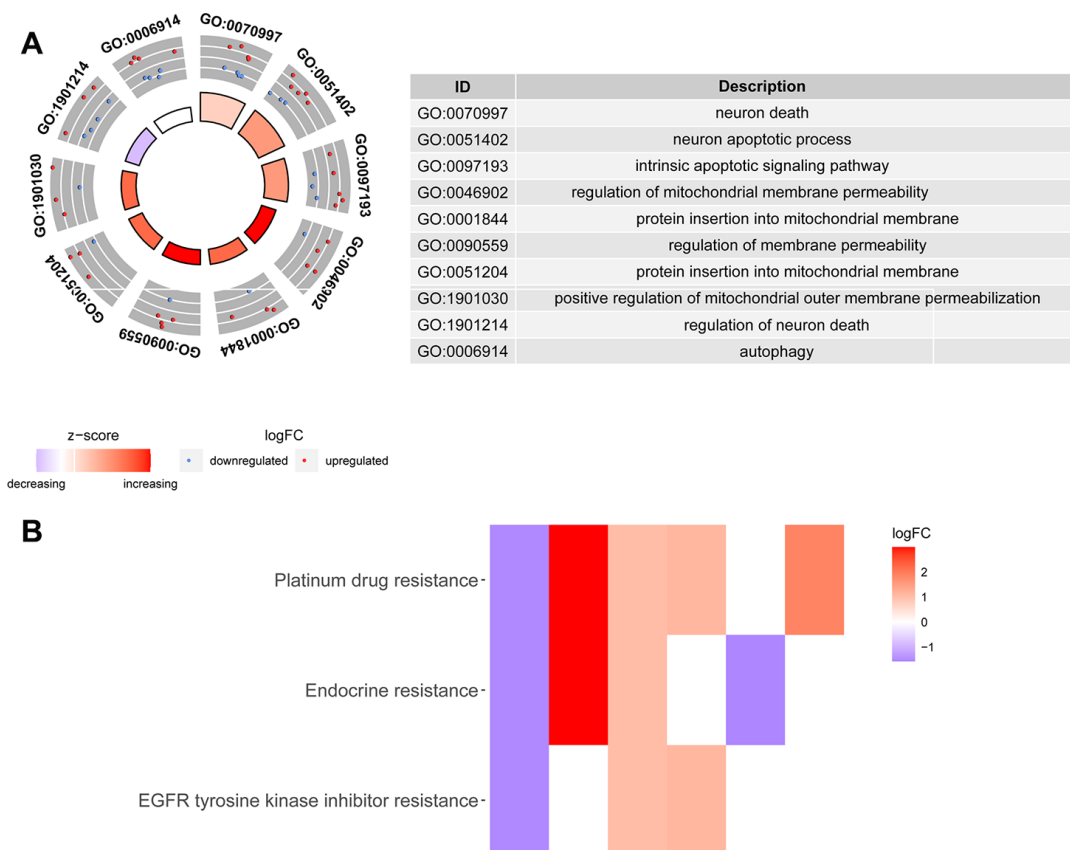 A
GO:0006914
GO:0070997
GO:0051402
GO:0097193
GO:0046902
GO:0001844
GO:0090559
GO:0051204
GO:1901030
GO:1901214
ID Description
GO:0070997 neuron death
GO:0051402 neuron apoptotic process
GO:0097193 intrinsic apoptotic signaling pathway
GO:0046902 regulation of mitochondrial membrane permeability
GO:0001844 protein insertion into mitochondrial membrane
GO:0090559 regulation of membrane permeability
GO:0051204 protein insertion into mitochondrial membrane
GO:1901030 positive regulation of mitochondrial outer membrane permeabilization
GO:1901214 regulation of neuron death
GO:0006914 autophagy
z-score
decreasing increasing
logFC
downregulated upregulated
B
Platinum drug resistance
Endocrine resistance
EGFR tyrosine kinase inhibitor resistance
logFC
2
1
0
−1